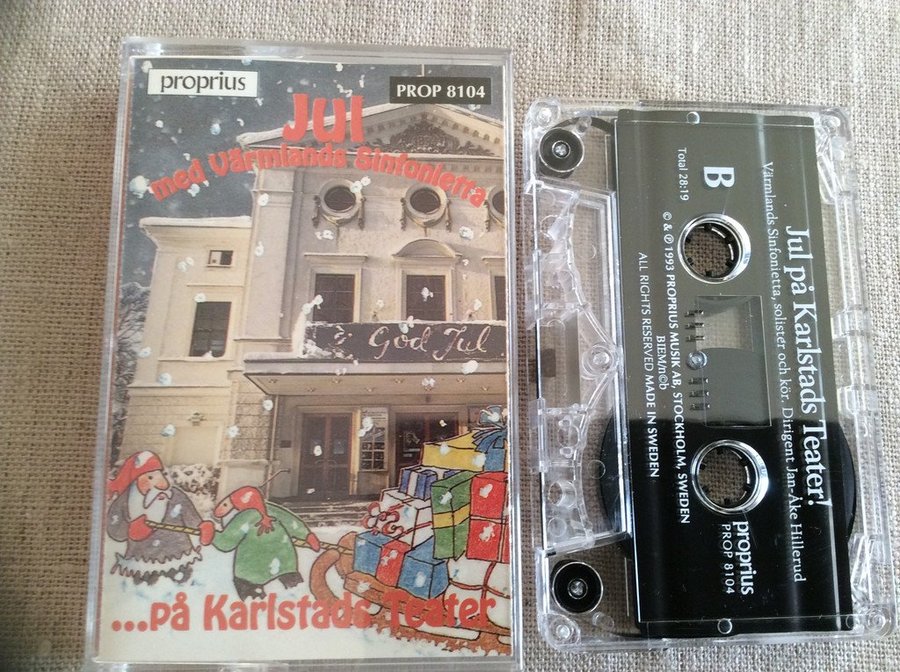 proprius
PROP 8104
Jul
med Värmlands Sinfonietta
God Jul
...på Karlstads Teater
B
Total 28:19
Jul på Karlstads Teater!
Värmlands Sinfonietta, solister och kör. Dirigent Jan-Åke Hillerud
© & ℗ 1993 PROPRIUS MUSIK AB, STOCKHOLM, SWEDEN
BIEM/n©b
ALL RIGHTS RESERVED MADE IN SWEDEN
proprius
PROP 8104